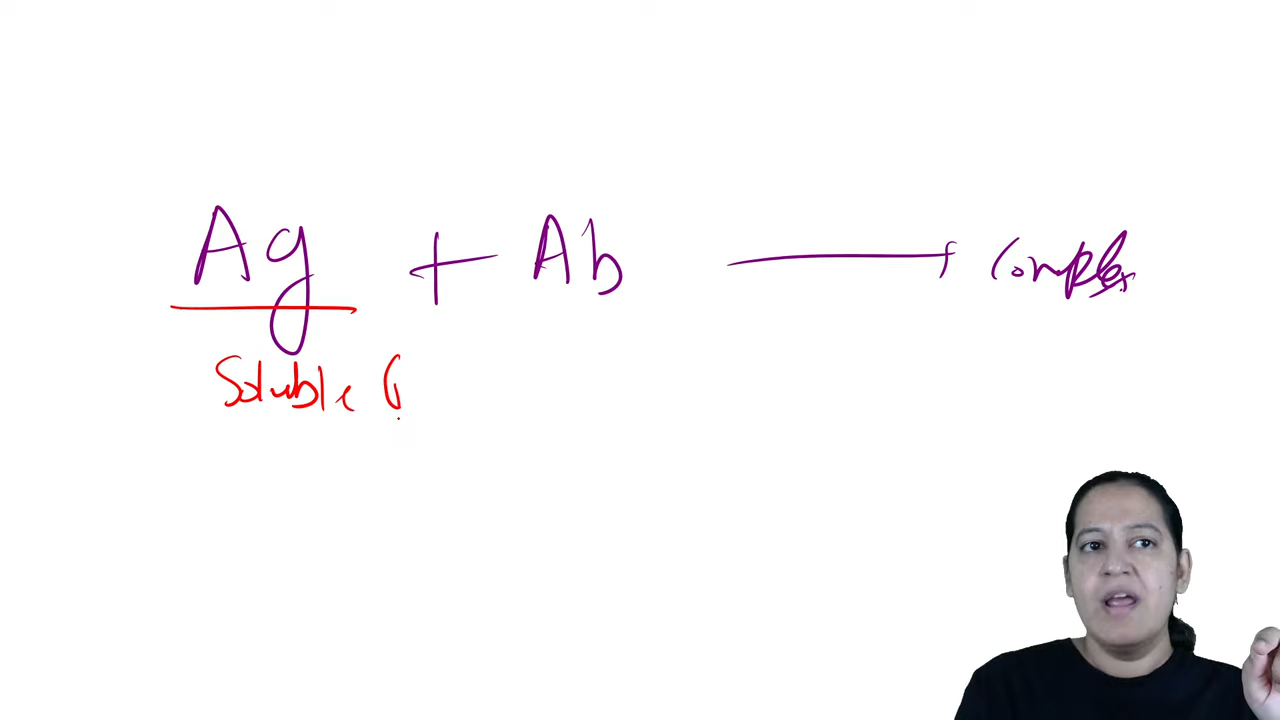 Ag + Ab → Complex
Soluble (